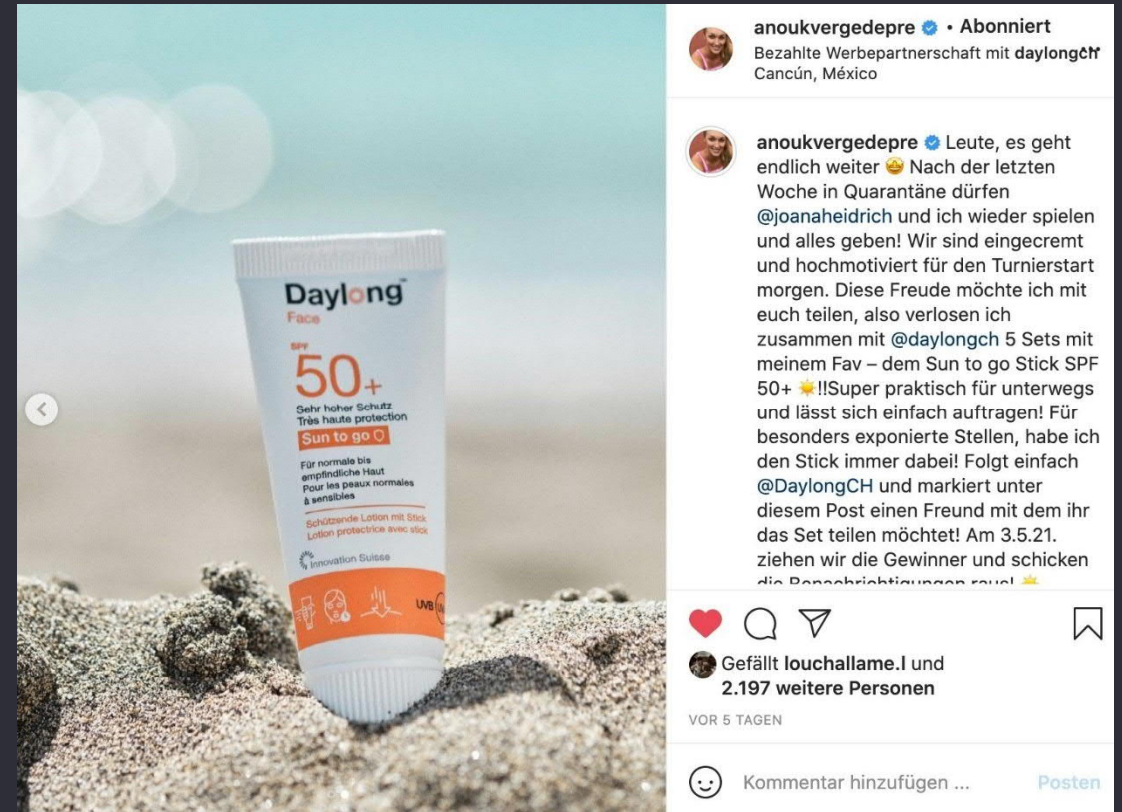 Daylong™
Face
SPF
50+
Sehr hoher Schutz
Très haute protection
Sun to go
Für normale bis
empfindliche Haut
Pour les peaux normales
à sensibles
Schützende Lotion mit Stick
Lotion protectrice avec stick
Innovation Suisse
UVB
anoukvergedepre • Abonniert
Bezahlte Werbepartnerschaft mit daylongch
Cancún, México
anoukvergedepre Leute, es geht
endlich weiter 🤩 Nach der letzten
Woche in Quarantäne dürfen
@joanaheidrich und ich wieder spielen
und alles geben! Wir sind eingecremt
und hochmotiviert für den Turnierstart
morgen. Diese Freude möchte ich mit
euch teilen, also verlosen ich
zusammen mit @daylongch 5 Sets mit
meinem Fav – dem Sun to go Stick SPF
50+ ☀️!!Super praktisch für unterwegs
und lässt sich einfach auftragen! Für
besonders exponierte Stellen, habe ich
den Stick immer dabei! Folgt einfach
@DaylongCH und markiert unter
diesem Post einen Freund mit dem ihr
das Set teilen möchtet! Am 3.5.21.
ziehen wir die Gewinner und schicken
die Benachrichtigungen raus! ☀️
Gefällt louchallame.l und
2.197 weitere Personen
VOR 5 TAGEN
Kommentar hinzufügen ...
Posten